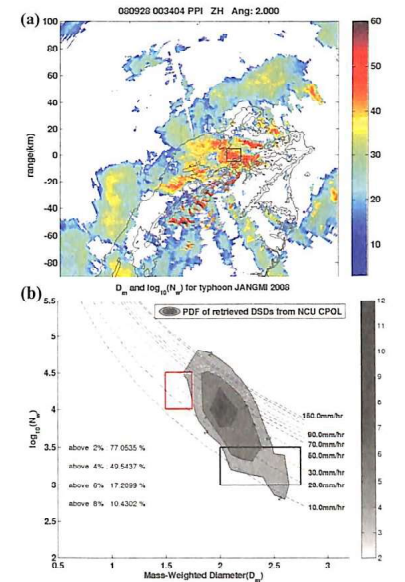 080928 003404 PPI ZH Ang: 2.000
(a)
100
80
60
40
20
0
-20
-40
-60
-80
range(km)
60
50
40
30
20
10
D_m and log10(N_w) for typhoon JANGMI 2008
(b)
PDF of retrieved DSDs from NCU CPOL
5.5
5
4.5
4
3.5
3
2.5
2
log10(N_w)
above 2% : 77.0535 %
above 4% : 49.5437 %
above 6% : 17.2099 %
above 8% : 10.4302 %
150.0mm/hr
90.0mm/hr
70.0mm/hr
50.0mm/hr
30.0mm/hr
20.0mm/hr
10.0mm/hr
0.5 1 1.5 2 2.5 3
Mass-Weighted Diameter(D_m)
12
11
10
9
8
7
6
5
4
3
2